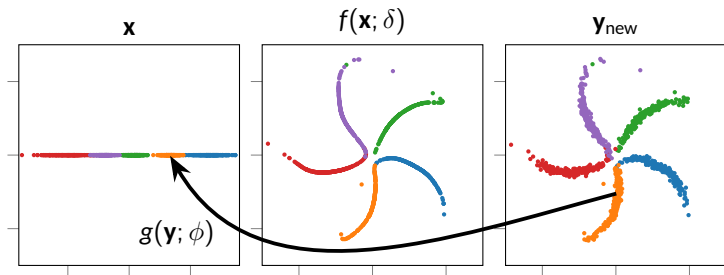 x
f(x; δ)
y_new
g(y; ϕ)